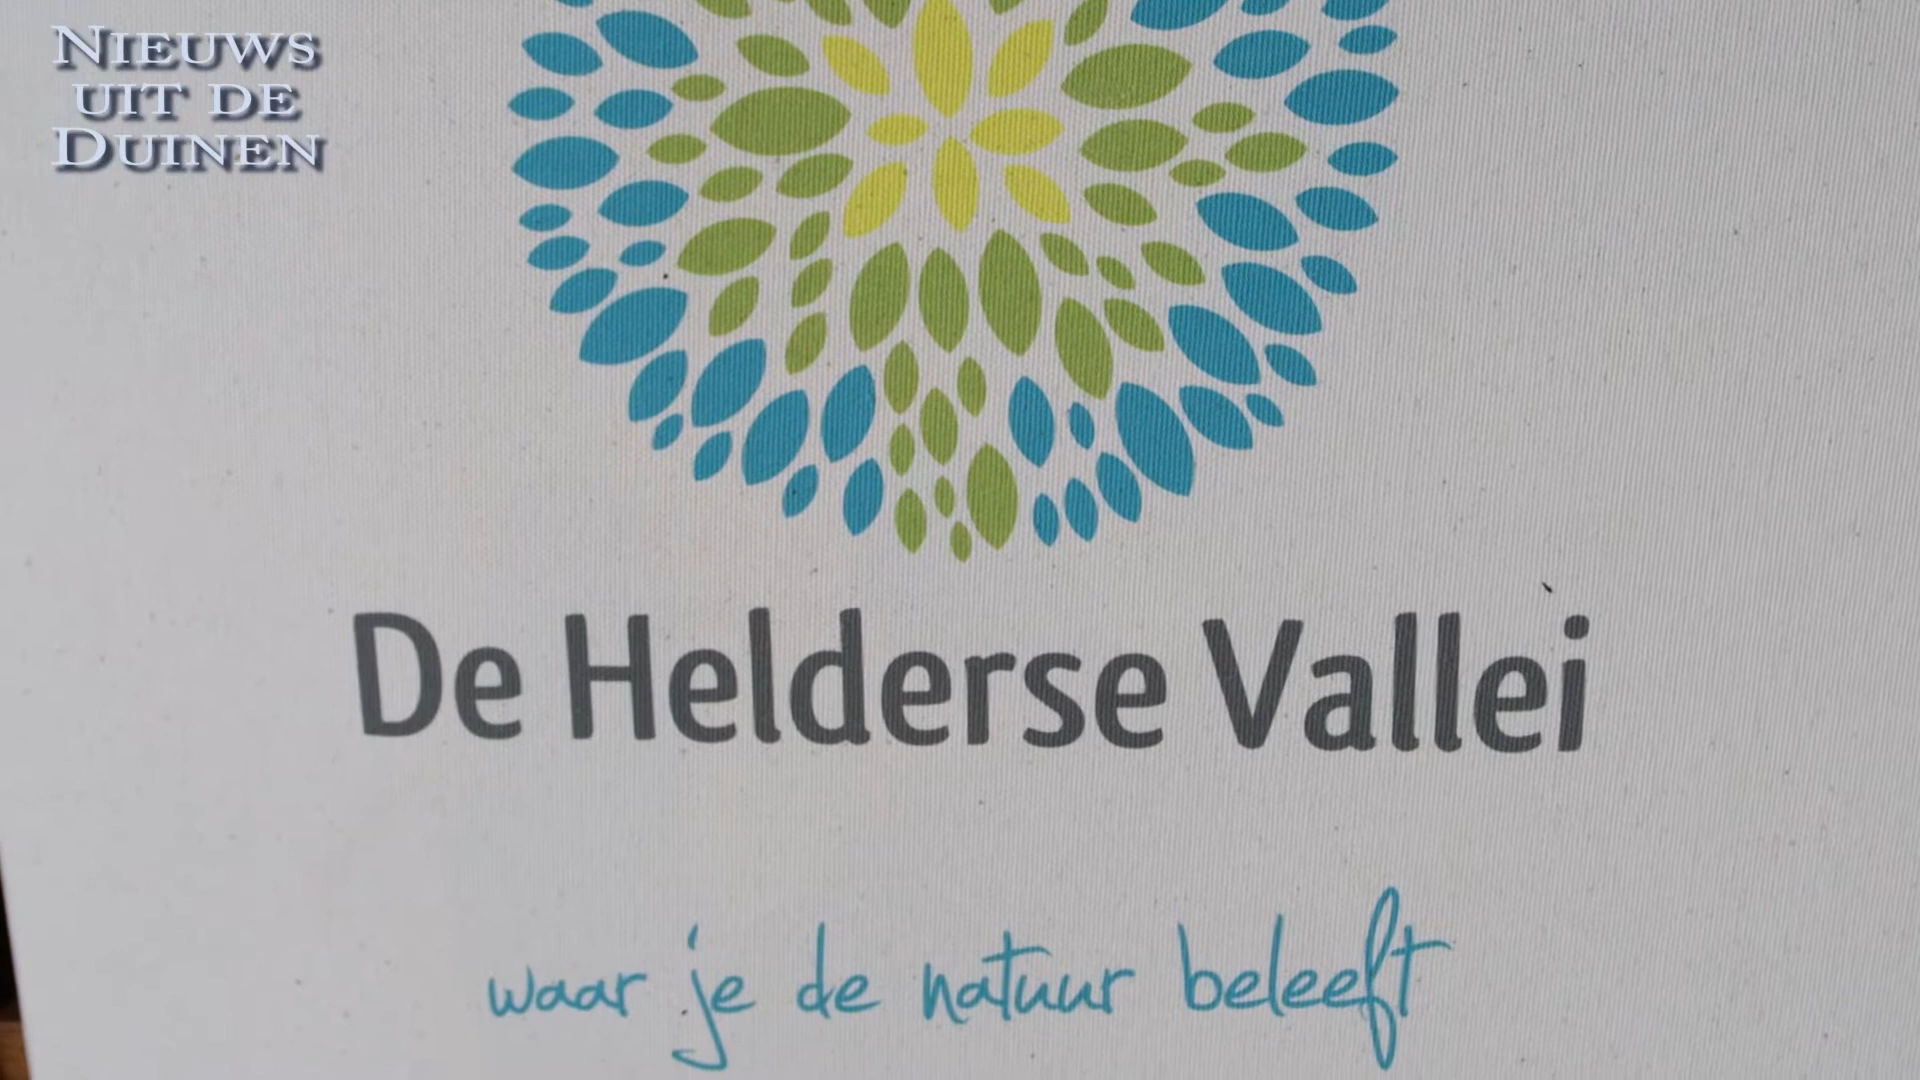 Nieuws
uit de
Duinen
De Helderse Vallei
waar je de natuur beleeft